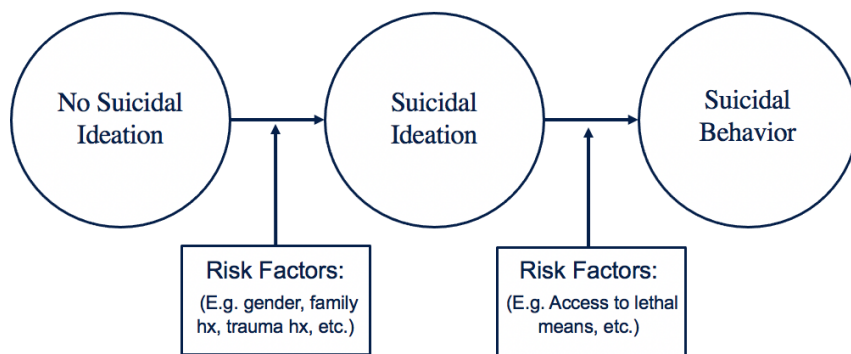 No Suicidal
Ideation
Suicidal
Ideation
Suicidal
Behavior
Risk Factors:
(E.g. gender, family
hx, trauma hx, etc.)
Risk Factors:
(E.g. Access to lethal
means, etc.)